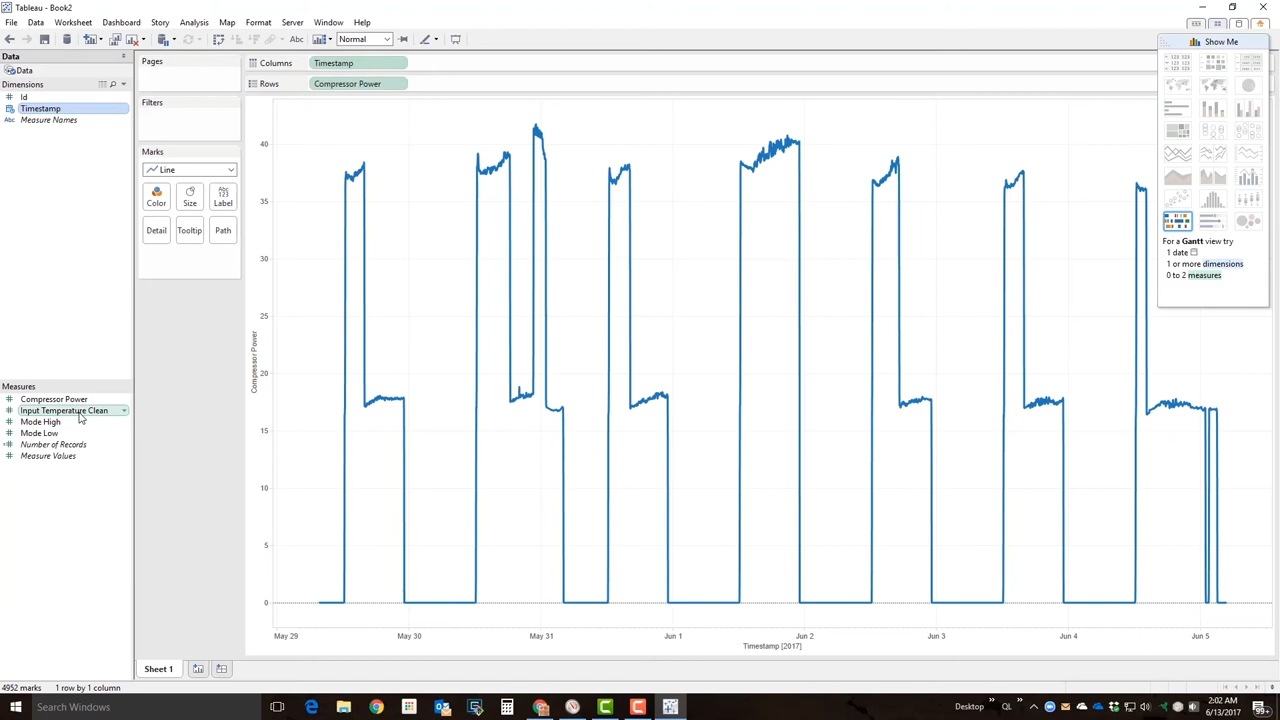 Tableau - Book2
File Data Worksheet Dashboard Story Analysis Map Format Server Window Help
Abc Normal
Show Me
Data
Data
Dimensions
Id
Timestamp
Abc Measure Names
Measures
Compressor Power
Input Temperature Clean
Mode High
Mode Low
Number of Records
Measure Values
Pages
Filters
Marks
Line
Color Size Label
Detail Tooltip Path
Columns Timestamp
Rows Compressor Power
For a Gantt view try
1 date
1 or more dimensions
0 to 2 measures
Compressor Power
40
35
30
25
20
15
10
5
0
May 29 May 30 May 31 Jun 1 Jun 2 Jun 3 Jun 4 Jun 5
Timestamp [2017]
Sheet 1
4952 marks 1 row by 1 column
Search Windows
Desktop QL 2:02 AM
6/13/2017 99+